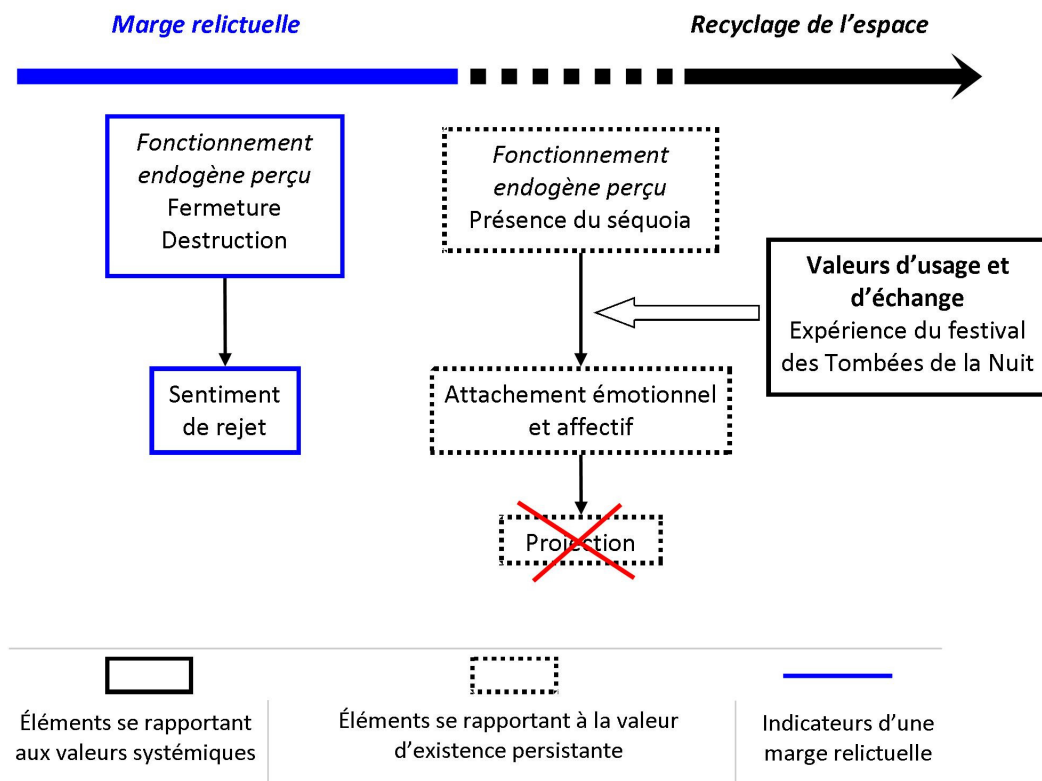 Marge relictuelle
Recyclage de l'espace
Fonctionnement
endogène perçu
Fermeture
Destruction
Fonctionnement
endogène perçu
Présence du séquoia
Valeurs d'usage et
d'échange
Expérience du festival
des Tombées de la Nuit
Sentiment
de rejet
Attachement émotionnel
et affectif
Projection
Éléments se rapportant
aux valeurs systémiques
Éléments se rapportant à la valeur
d'existence persistante
Indicateurs d'une
marge relictuelle